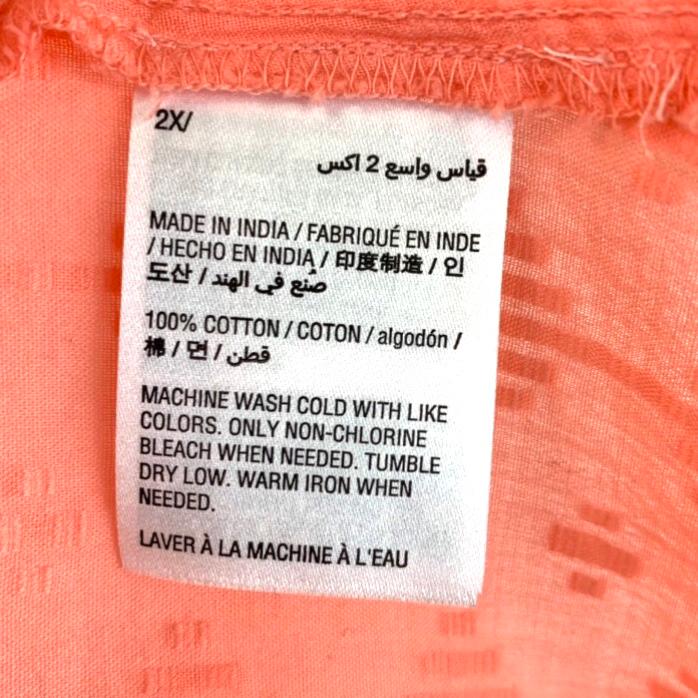 2X/
قياس واسع 2 اكس
MADE IN INDIA / FABRIQUÉ EN INDE
/ HECHO EN INDIA / 印度制造 / 인
도산 / صُنع في الهند
100% COTTON / COTON / algodón /
棉 / 면 / قطن
MACHINE WASH COLD WITH LIKE
COLORS. ONLY NON-CHLORINE
BLEACH WHEN NEEDED. TUMBLE
DRY LOW. WARM IRON WHEN
NEEDED.
LAVER À LA MACHINE À L'EAU